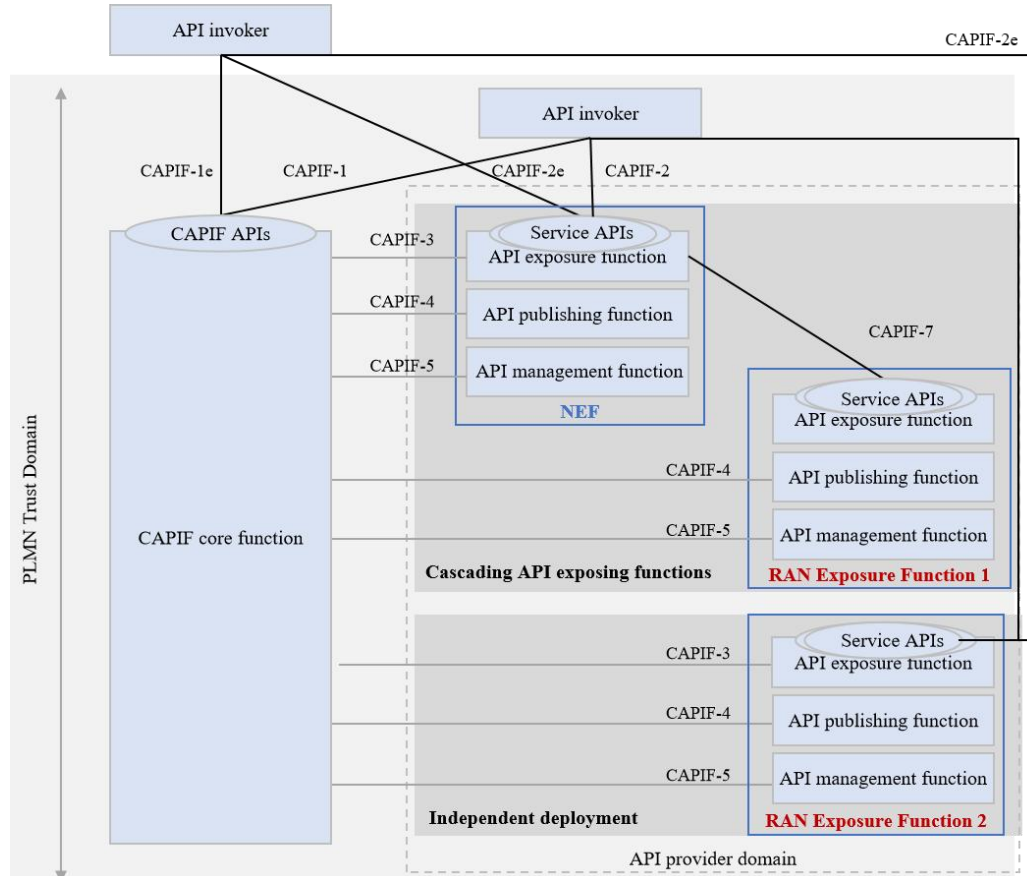 API invoker
CAPIF-2e
API invoker
CAPIF-1e
CAPIF-1
CAPIF-2e
CAPIF-2
CAPIF APIs
Service APIs
CAPIF-3
API exposure function
CAPIF-4
API publishing function
CAPIF-7
CAPIF-5
API management function
NEF
Service APIs
API exposure function
CAPIF-4
API publishing function
PLMN Trust Domain
CAPIF core function
CAPIF-5
API management function
Cascading API exposing functions
RAN Exposure Function 1
Service APIs
CAPIF-3
API exposure function
CAPIF-4
API publishing function
CAPIF-5
API management function
Independent deployment
RAN Exposure Function 2
API provider domain